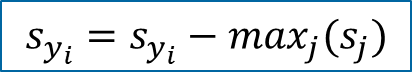 s_{y_i} = s_{y_i} − max_j(s_j)